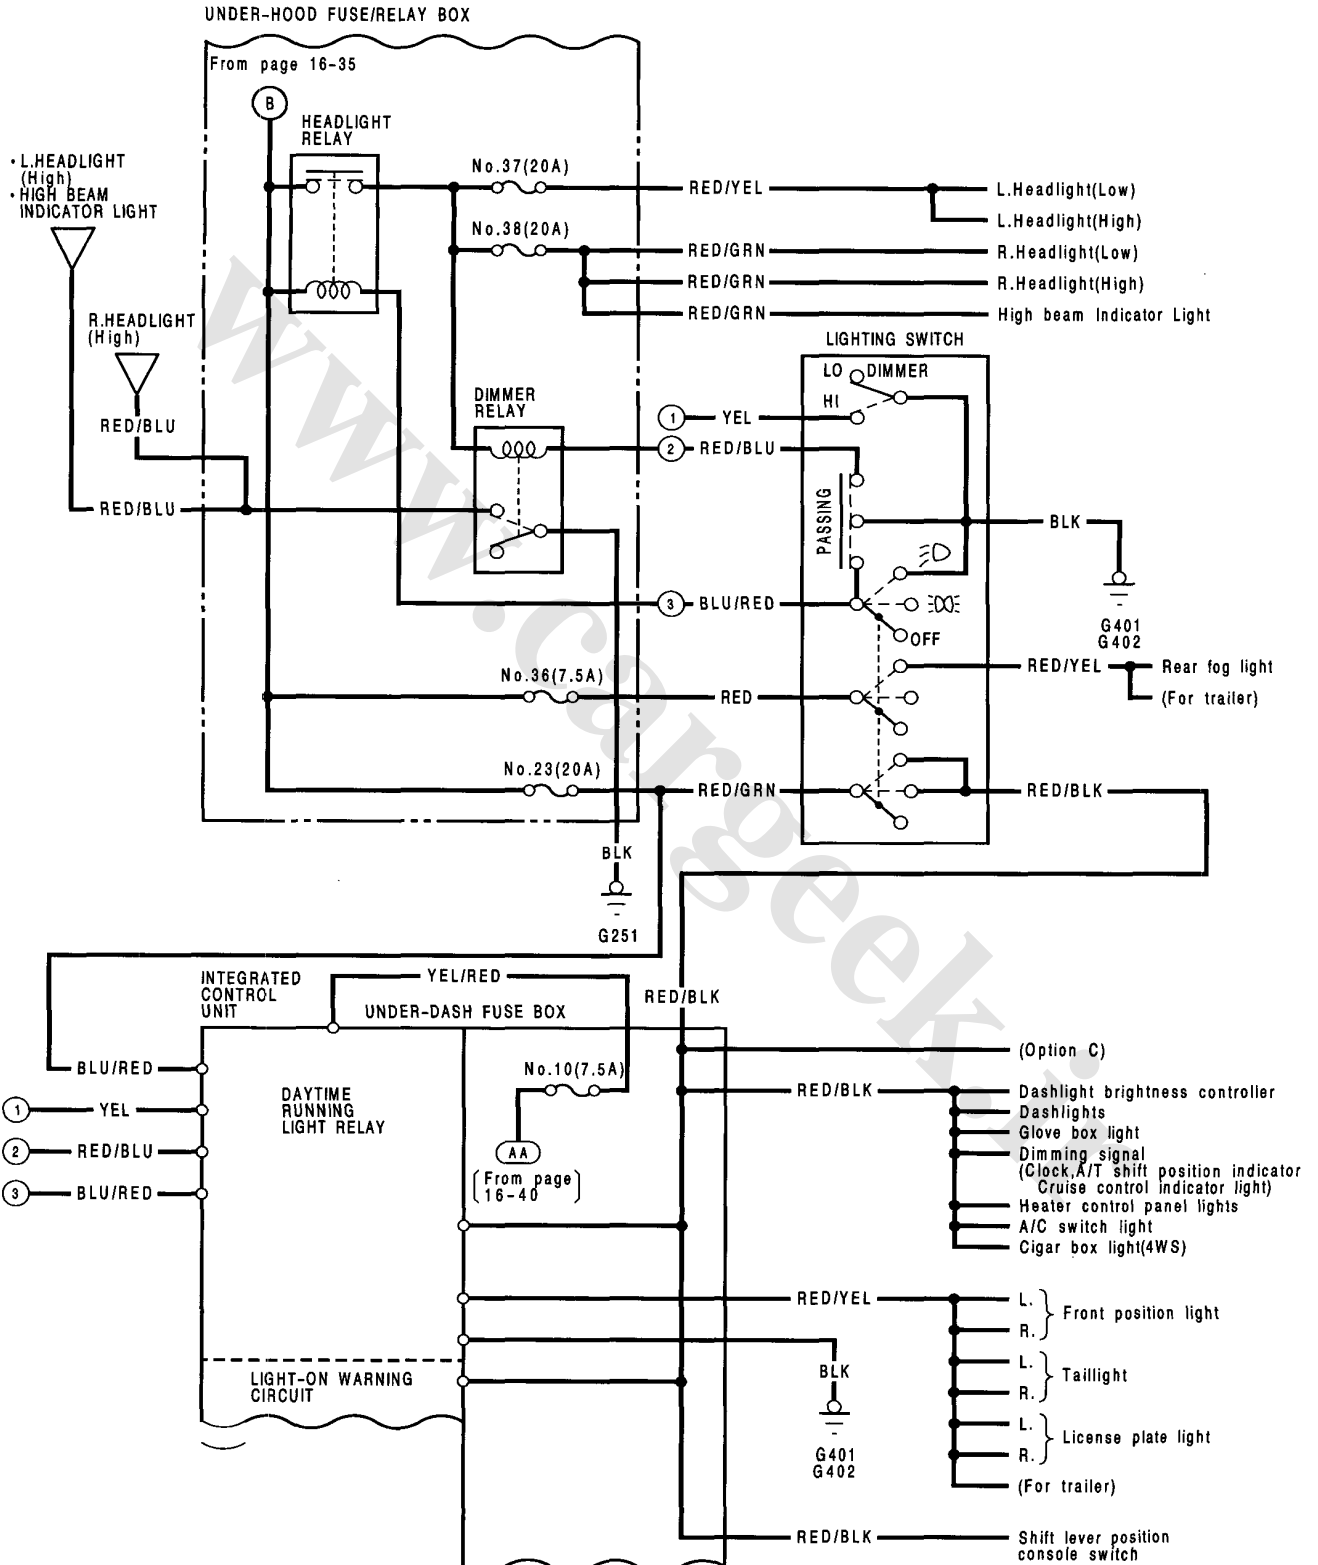 UNDER-HOOD FUSE/RELAY BOX
From page 16-35
B
HEADLIGHT
RELAY
• L.HEADLIGHT
(High)
• HIGH BEAM
INDICATOR LIGHT
No.37(20A)
RED/YEL
L.Headlight(Low)
L.Headlight(High)
No.38(20A)
RED/GRN
R.Headlight(Low)
RED/GRN
R.Headlight(High)
RED/GRN
High beam Indicator Light
R.HEADLIGHT
(High)
LIGHTING SWITCH
LO
DIMMER
HI
DIMMER
RELAY
1
YEL
RED/BLU
2
RED/BLU
RED/BLU
PASSING
BLK
3
BLU/RED
OFF
G401
G402
RED/YEL
Rear fog light
(For trailer)
No.36(7.5A)
RED
No.23(20A)
RED/GRN
RED/BLK
BLK
G251
INTEGRATED
CONTROL
UNIT
YEL/RED
RED/BLK
UNDER-DASH FUSE BOX
(Option C)
BLU/RED
No.10(7.5A)
DAYTIME
RUNNING
LIGHT RELAY
RED/BLK
Dashlight brightness controller
Dashlights
Glove box light
Dimming signal
(Clock,A/T shift position indicator
Cruise control indicator light)
Heater control panel lights
A/C switch light
Cigar box light(4WS)
1
YEL
2
RED/BLU
3
BLU/RED
AA
From page
16-40
RED/YEL
L.
R.
Front position light
L.
R.
Taillight
L.
R.
License plate light
(For trailer)
BLK
G401
G402
LIGHT-ON WARNING
CIRCUIT
RED/BLK
Shift lever position
console switch
www.cargeek.ir